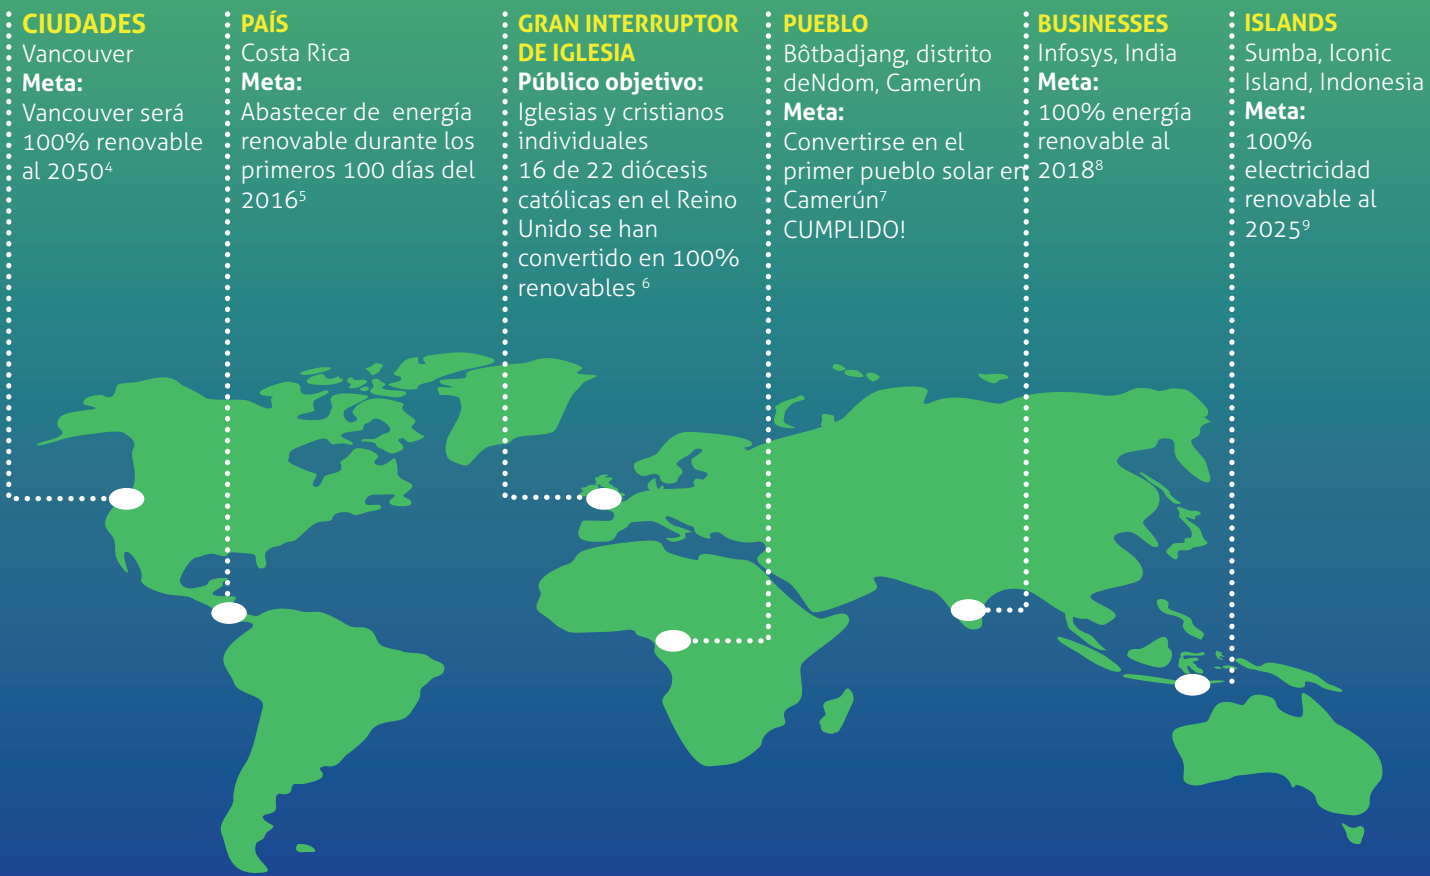 CIUDADES
Vancouver
Meta:
Vancouver será
100% renovable
al 2050⁴
PAÍS
Costa Rica
Meta:
Abastecer de energía
renovable durante los
primeros 100 días del
2016⁵
GRAN INTERRUPTOR
DE IGLESIA
Público objetivo:
Iglesias y cristianos
individuales
16 de 22 diócesis
católicas en el Reino
Unido se han
convertido en 100%
renovables ⁶
PUEBLO
Bôtbadjang, distrito
deNdom, Camerún
Meta:
Convertirse en el
primer pueblo solar en
Camerún⁷
CUMPLIDO!
BUSINESSES
Infosys, India
Meta:
100% energía
renovable al
2018⁸
ISLANDS
Sumba, Iconic
Island, Indonesia
Meta:
100%
electricidad
renovable al
2025⁹